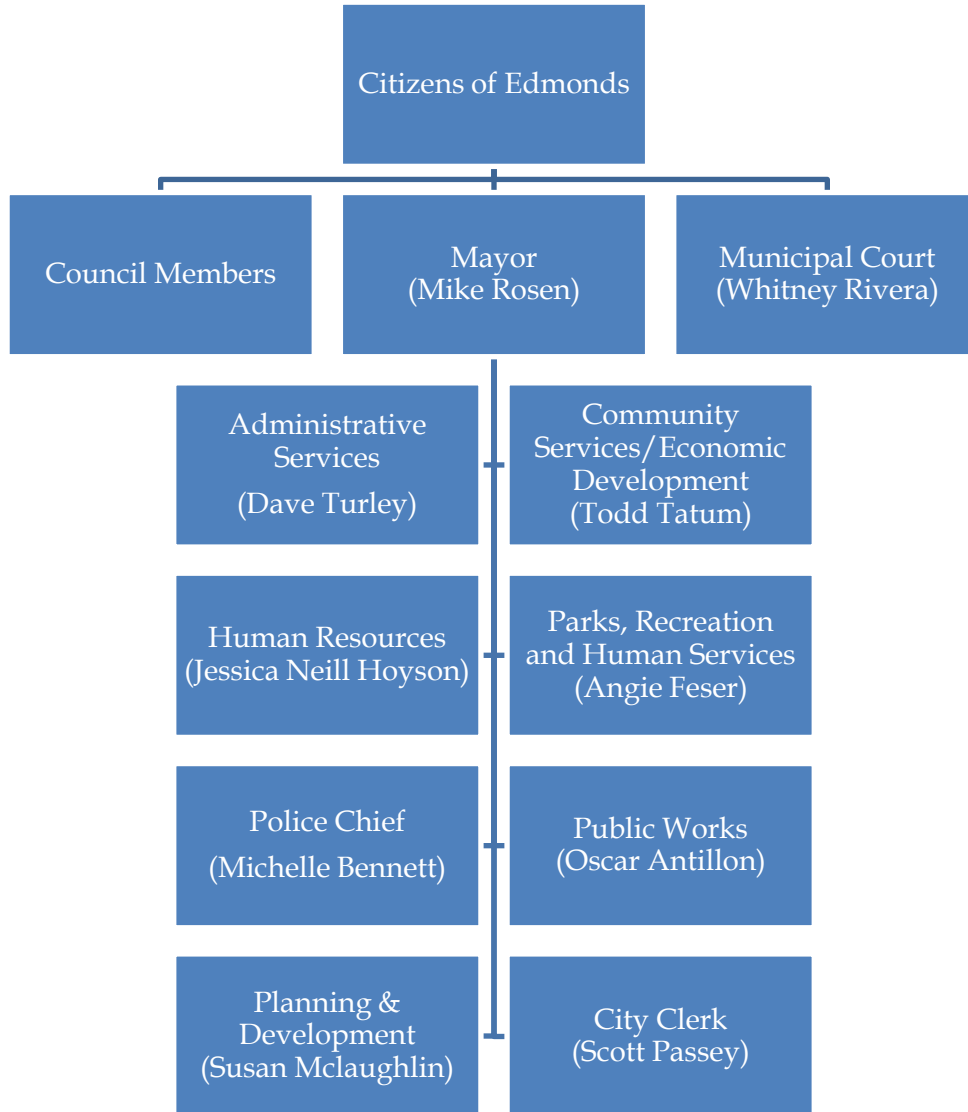 Citizens of Edmonds
Council Members
Mayor
(Mike Rosen)
Municipal Court
(Whitney Rivera)
Administrative
Services
(Dave Turley)
Community
Services/Economic
Development
(Todd Tatum)
Human Resources
(Jessica Neill Hoyson)
Parks, Recreation
and Human Services
(Angie Feser)
Police Chief
(Michelle Bennett)
Public Works
(Oscar Antillon)
Planning &
Development
(Susan Mclaughlin)
City Clerk
(Scott Passey)